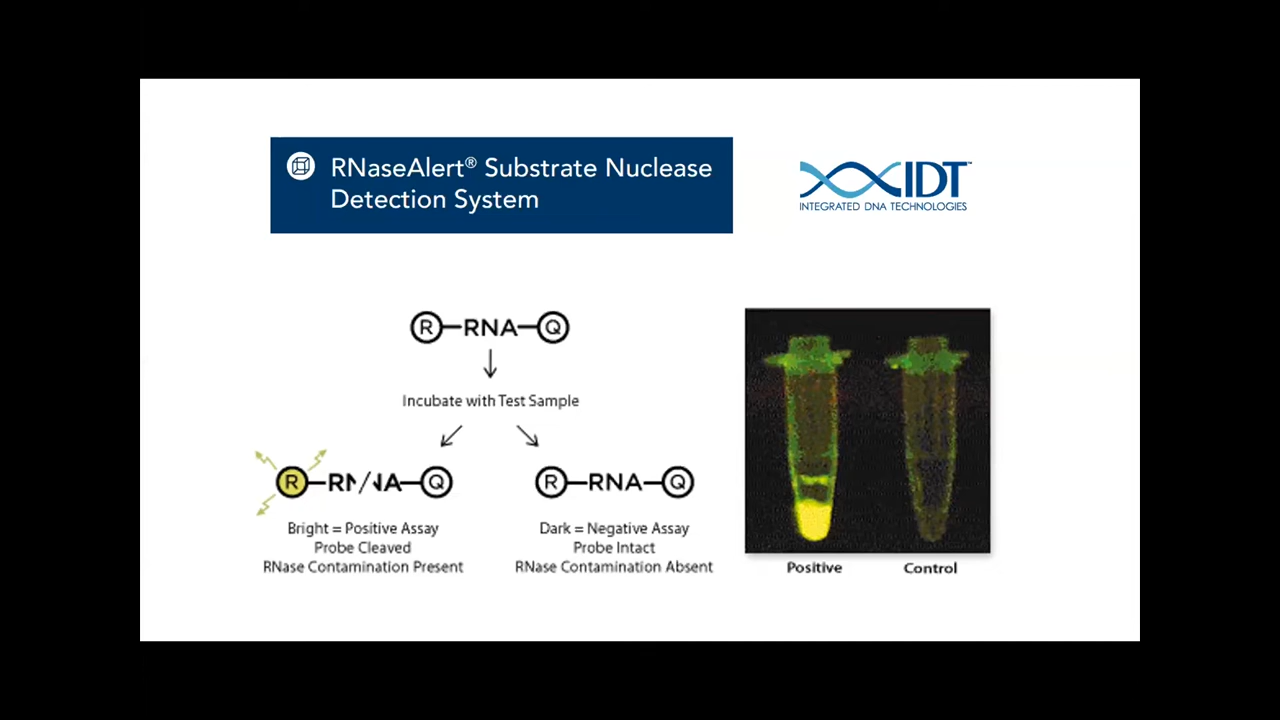 RNaseAlert® Substrate Nuclease
Detection System
IDT™
INTEGRATED DNA TECHNOLOGIES
R RNA Q
Incubate with Test Sample
R RN/NA Q
R RNA Q
Bright = Positive Assay
Probe Cleaved
RNase Contamination Present
Dark = Negative Assay
Probe Intact
RNase Contamination Absent
Positive
Control